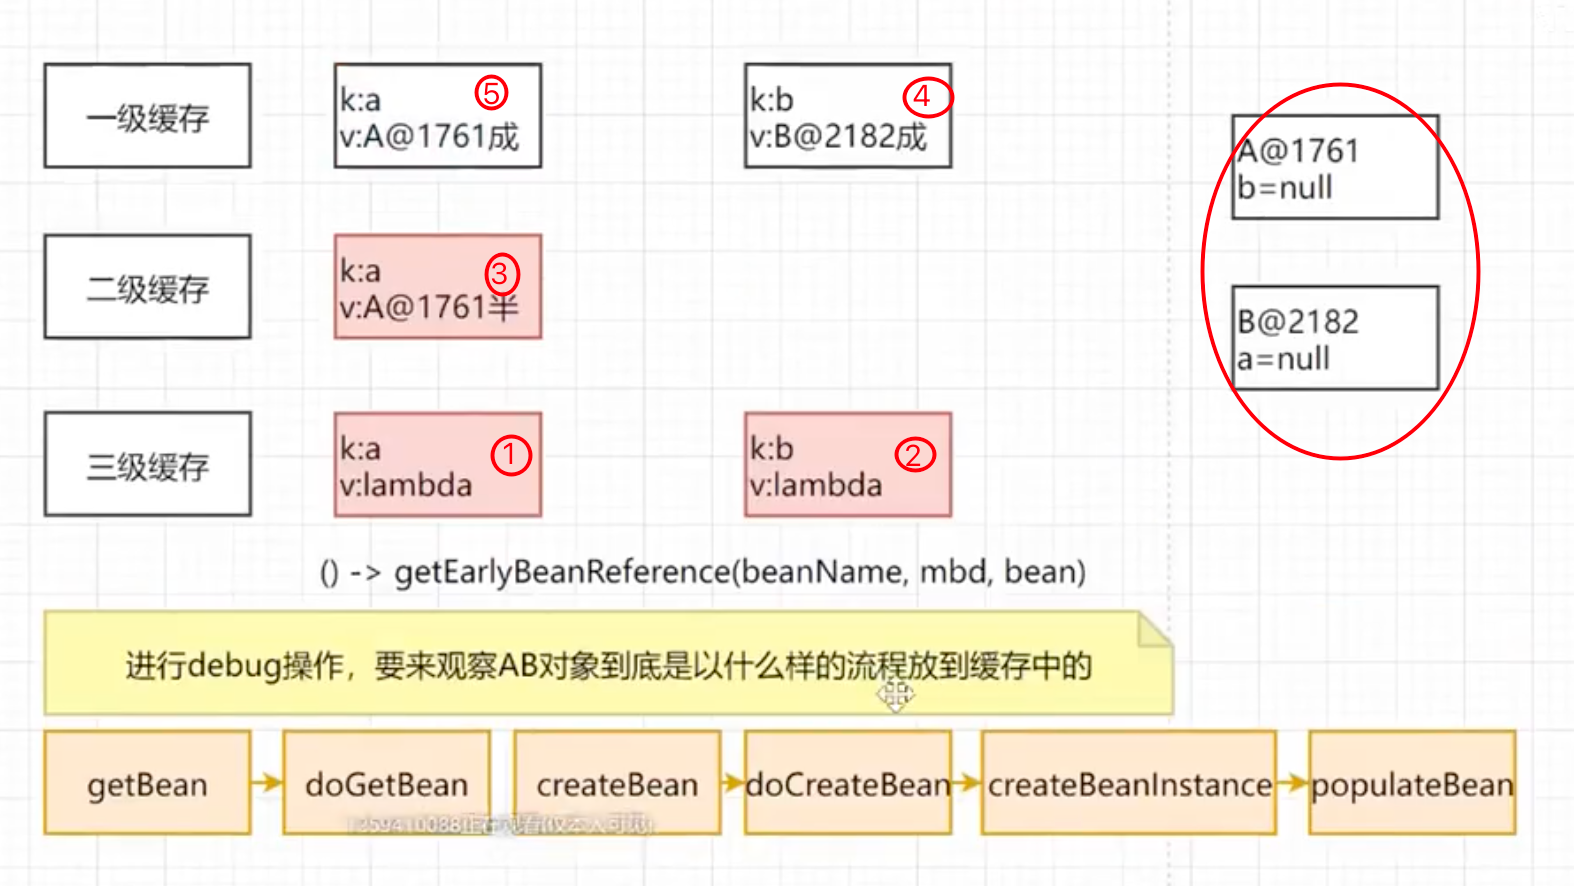 一级缓存
k:a
⑤
v:A@1761成
k:b
④
v:B@2182成
A@1761
b=null
二级缓存
k:a
③
v:A@1761半
B@2182
a=null
三级缓存
k:a
①
v:lambda
k:b
②
v:lambda
() -> getEarlyBeanReference(beanName, mbd, bean)
进行debug操作，要来观察AB对象到底是以什么样的流程放到缓存中的
getBean
doGetBean
createBean
doCreateBean
createBeanInstance
populateBean